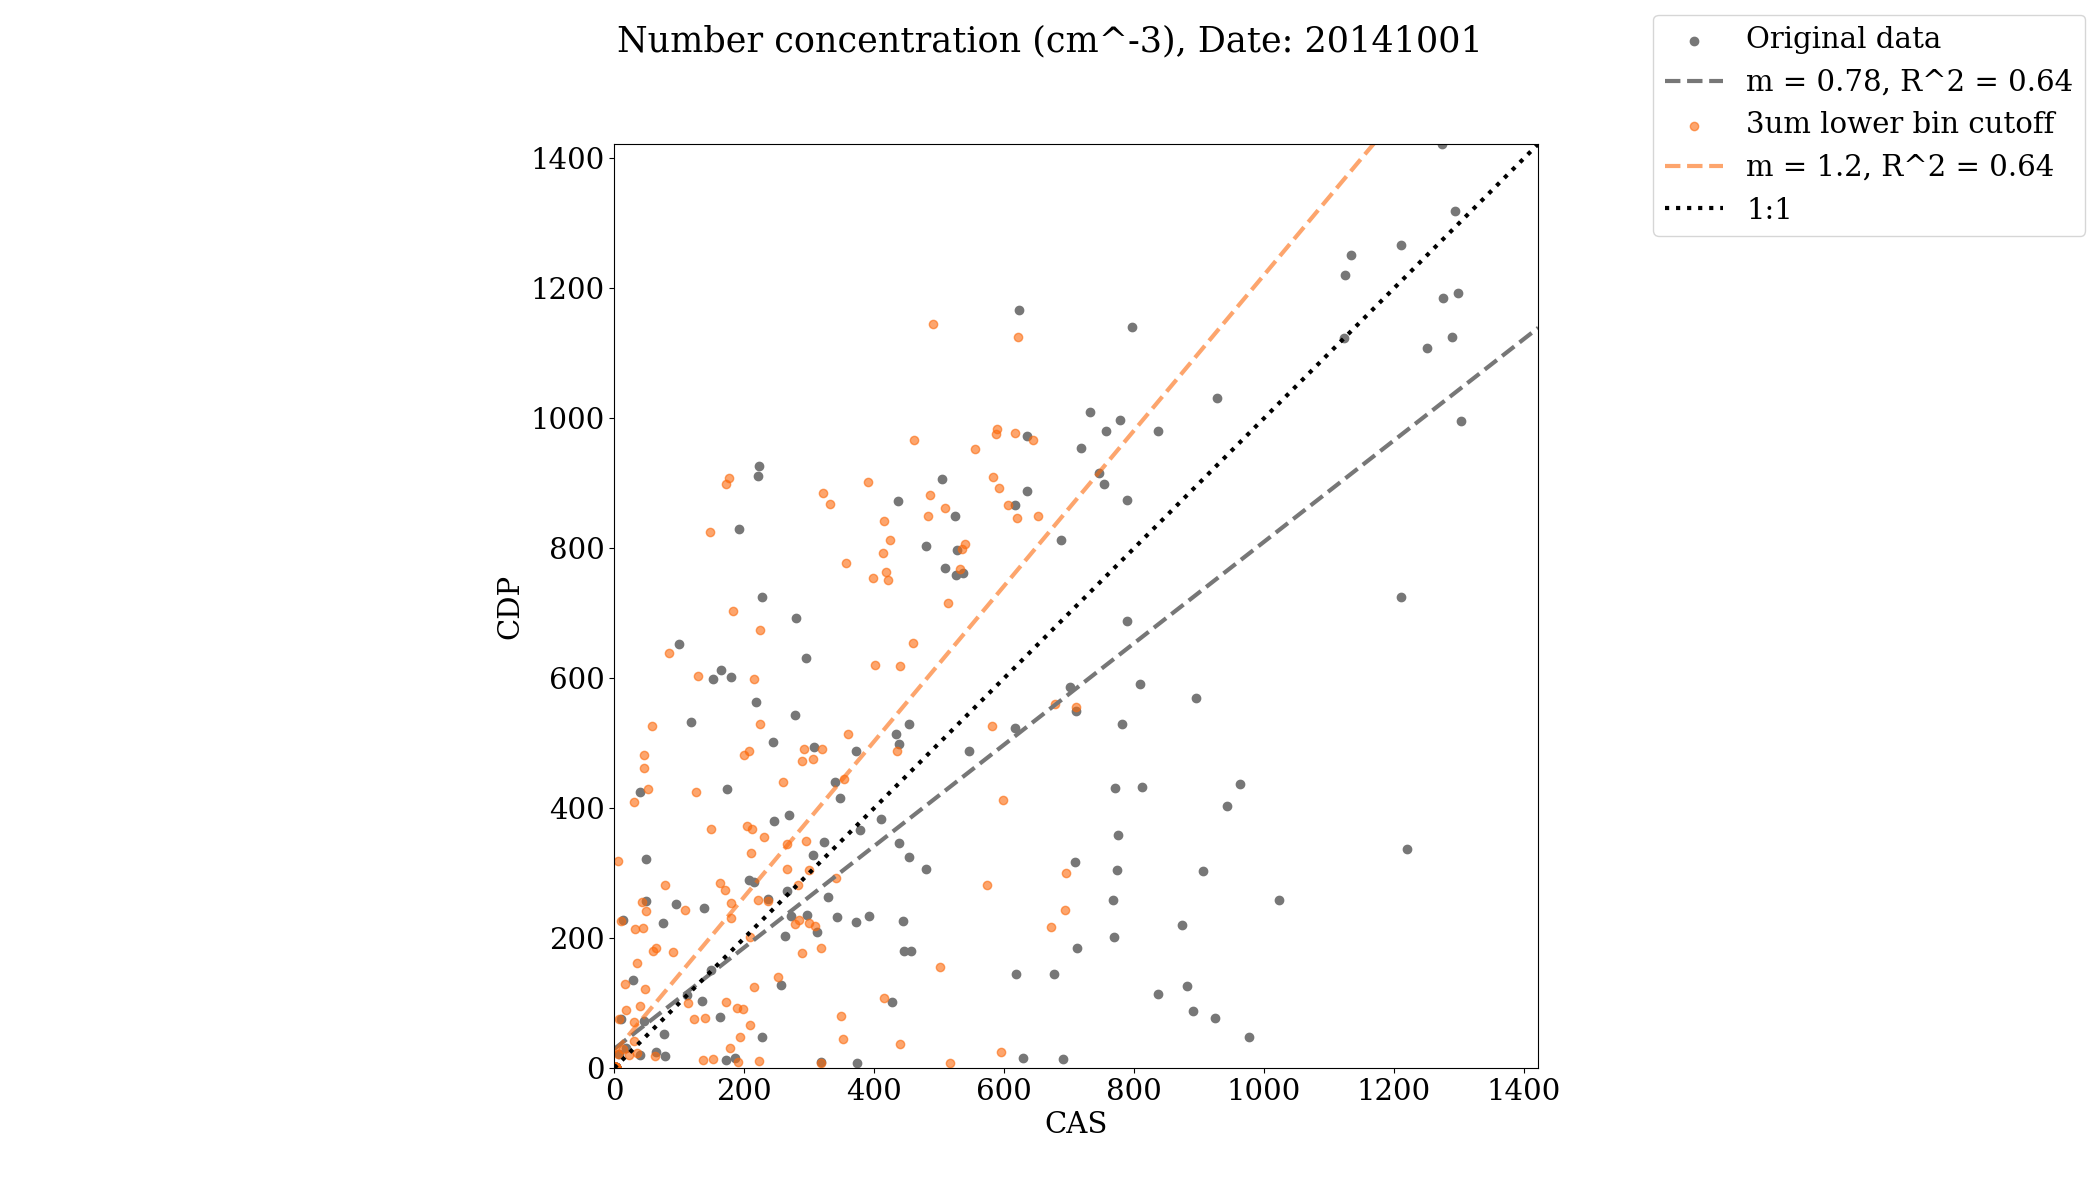 Number concentration (cm^-3), Date: 20141001
Original data
m = 0.78, R^2 = 0.64
3um lower bin cutoff
m = 1.2, R^2 = 0.64
1:1
1400
1200
1000
800
600
400
200
0
CDP
0 200 400 600 800 1000 1200 1400
CAS